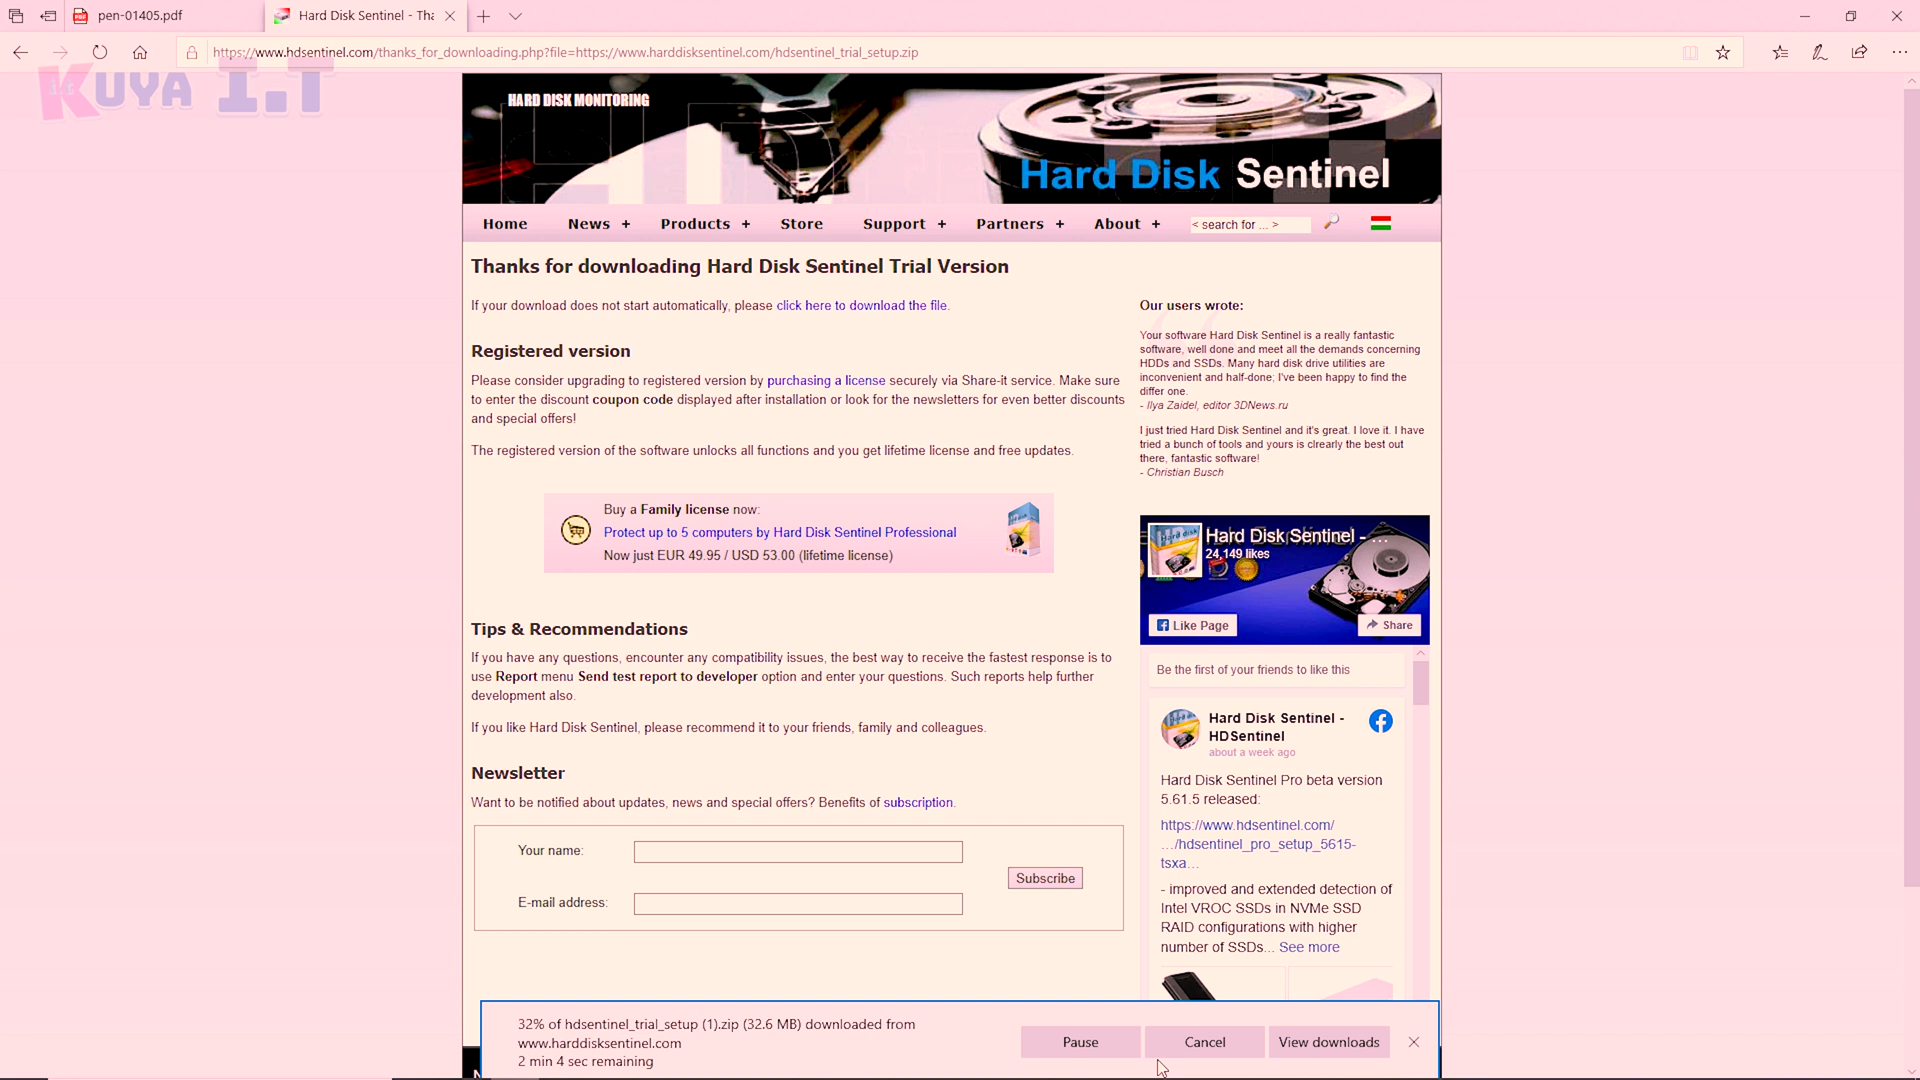 pen-01405.pdf
Hard Disk Sentinel - Tha
https://www.hdsentinel.com/thanks_for_downloading.php?file=https://www.harddisksentinel.com/hdsentinel_trial_setup.zip
KUYA I.T
HARD DISK MONITORING
Hard Disk Sentinel
Home News + Products + Store Support + Partners + About + < search for ... >
Thanks for downloading Hard Disk Sentinel Trial Version
If your download does not start automatically, please click here to download the file.
Registered version
Please consider upgrading to registered version by purchasing a license securely via Share-it service. Make sure
to enter the discount coupon code displayed after installation or look for the newsletters for even better discounts
and special offers!
The registered version of the software unlocks all functions and you get lifetime license and free updates.
Buy a Family license now:
Protect up to 5 computers by Hard Disk Sentinel Professional
Now just EUR 49.95 / USD 53.00 (lifetime license)
Tips & Recommendations
If you have any questions, encounter any compatibility issues, the best way to receive the fastest response is to
use Report menu Send test report to developer option and enter your questions. Such reports help further
development also.
If you like Hard Disk Sentinel, please recommend it to your friends, family and colleagues.
Newsletter
Want to be notified about updates, news and special offers? Benefits of subscription.
Your name:
E-mail address:
Subscribe
Our users wrote:
Your software Hard Disk Sentinel is a really fantastic
software, well done and meet all the demands concerning
HDDs and SSDs. Many hard disk drive utilities are
inconvenient and half-done; I've been happy to find the
differ one.
- Ilya Zaidel, editor 3DNews.ru
I just tried Hard Disk Sentinel and it's great. I love it. I have
tried a bunch of tools and yours is clrearly the best out
there, fantastic software!
- Christian Busch
Hard Disk Sentinel - ...
24,149 likes
Like Page
Share
Be the first of your friends to like this
Hard Disk Sentinel -
HDSentinel
about a week ago
Hard Disk Sentinel Pro beta version
5.61.5 released:
https://www.hdsentinel.com/
…/hdsentinel_pro_setup_5615-
tsxa…
- improved and extended detection of
Intel VROC SSDs in NVMe SSD
RAID configurations with higher
number of SSDs... See more
32% of hdsentinel_trial_setup (1).zip (32.6 MB) downloaded from
www.harddisksentinel.com
2 min 4 sec remaining
Pause
Cancel
View downloads